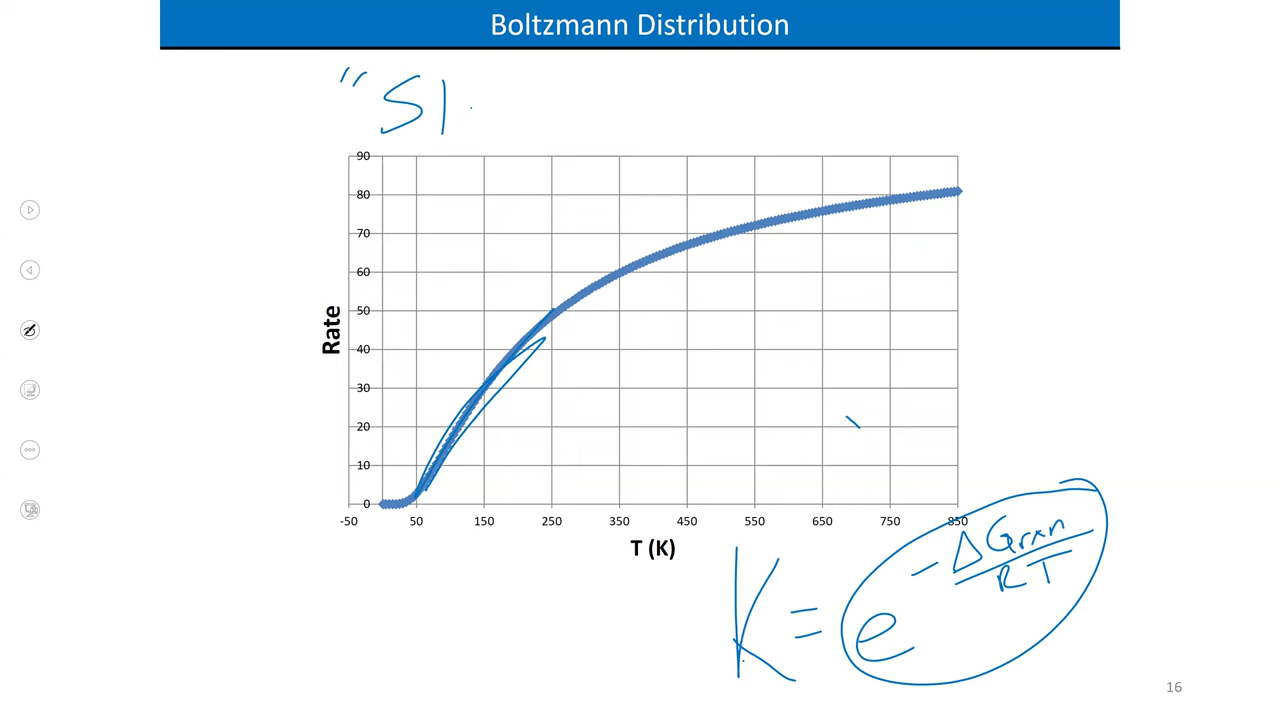 Boltzmann Distribution
"SI
90
80
70
60
50
40
30
20
10
0
Rate
-50 50 150 250 350 450 550 650 750 850
T (K)
K = e^(-ΔGrxn/RT)
16